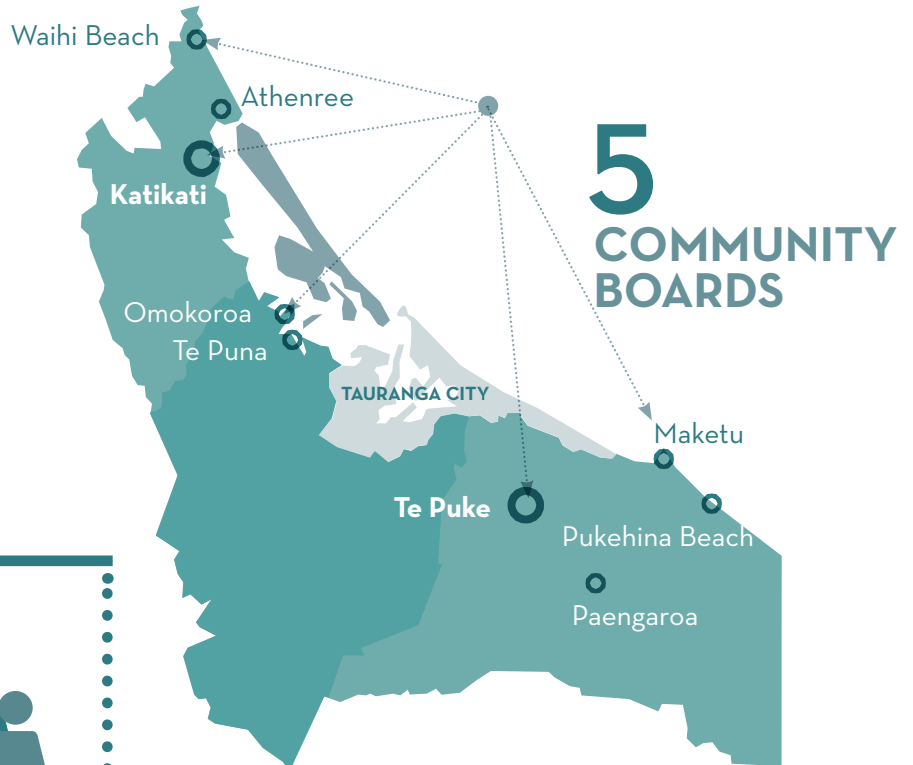 Waihi Beach
Athenree
5
COMMUNITY
BOARDS
Katikati
Omokoroa
Te Puna
TAURANGA CITY
Maketu
Te Puke
Pukehina Beach
Paengaroa